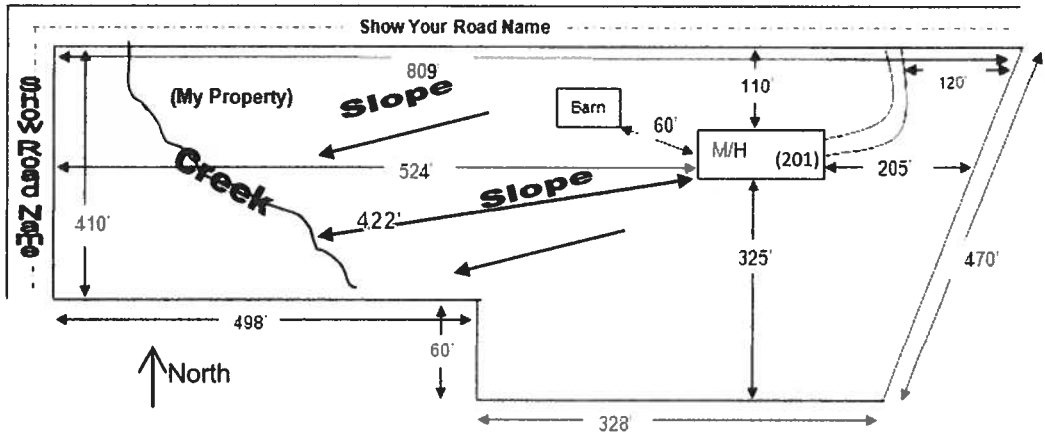 Show Your Road Name
809'
(My Property)
Slope
Barn
110'
120'
60'
M/H
(201)
Show Road Name
Creek
524'
205'
Slope
410'
422'
325'
470'
498'
60'
North
328'